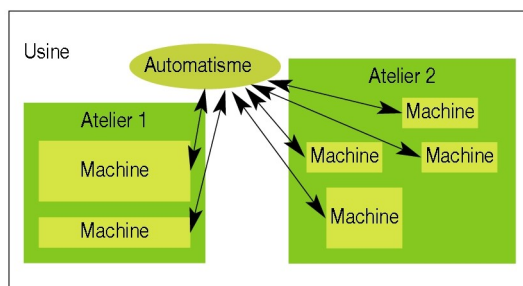 Usine
Automatisme
Atelier 1
Machine
Machine
Atelier 2
Machine
Machine
Machine
Machine